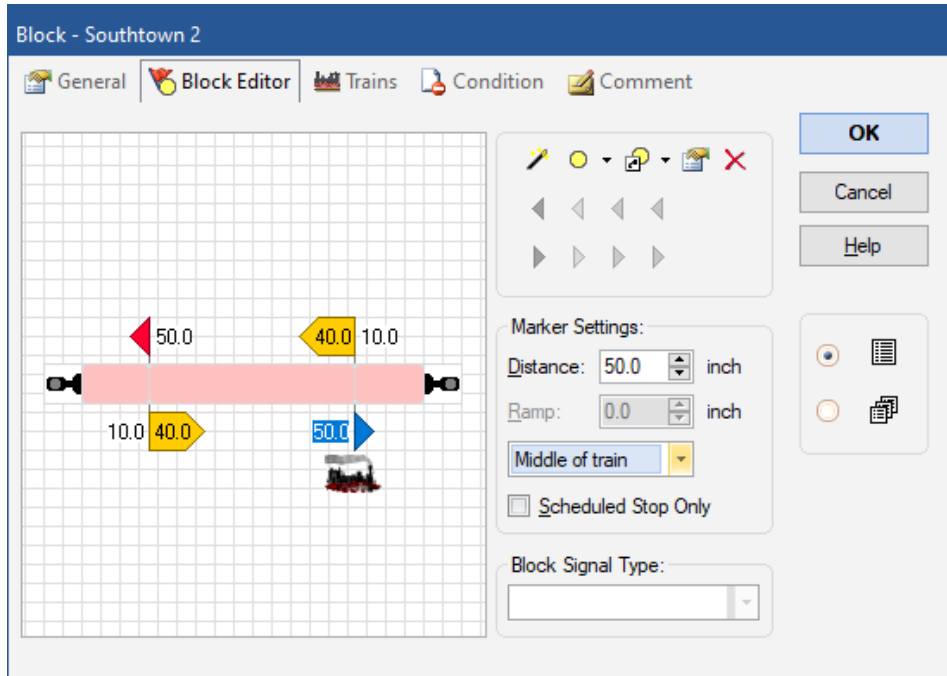 Block - Southtown 2
General Block Editor Trains Condition Comment
OK
Cancel
Help
50.0 40.0 10.0
10.0 40.0 50.0
Marker Settings:
Distance: 50.0 inch
Ramp: 0.0 inch
Middle of train
Scheduled Stop Only
Block Signal Type: